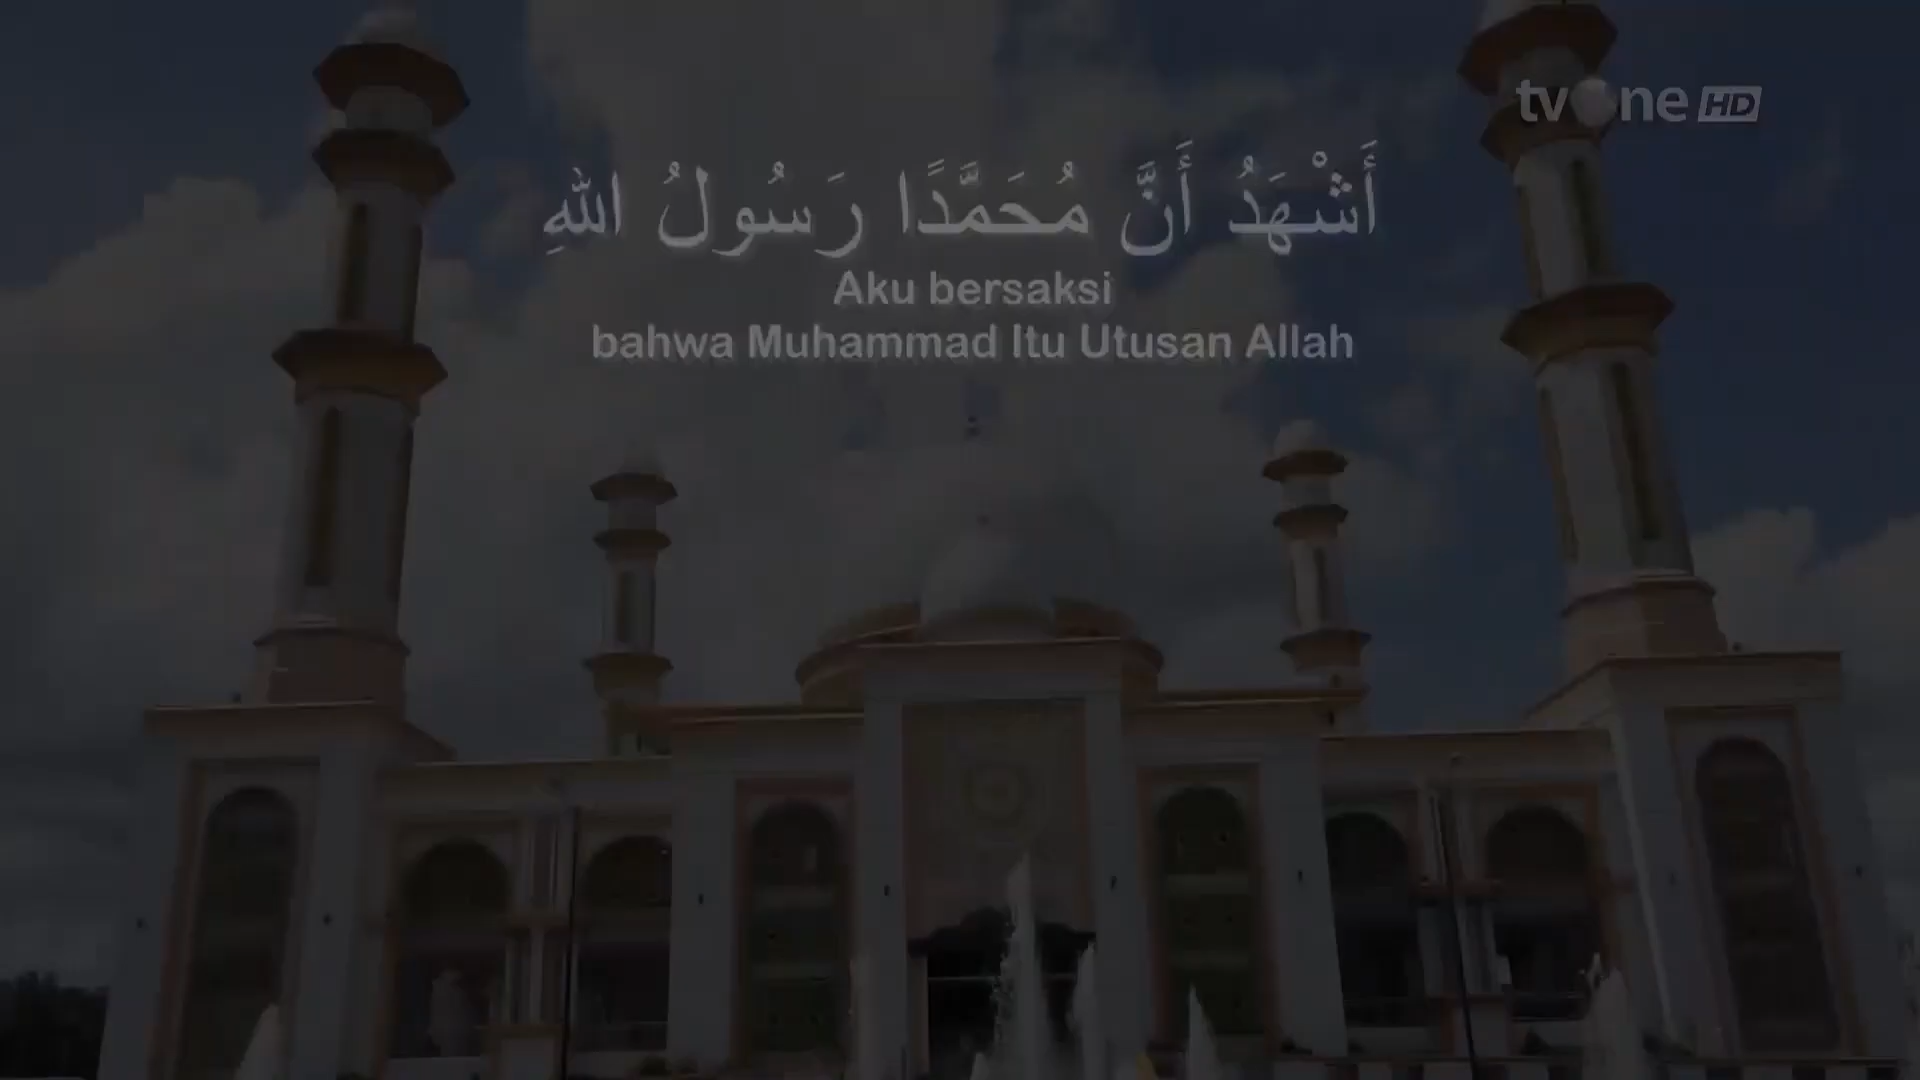 tvOne HD
أَشْهَدُ أَنَّ مُحَمَّدًا رَسُولُ اللهِ
Aku bersaksi
bahwa Muhammad Itu Utusan Allah